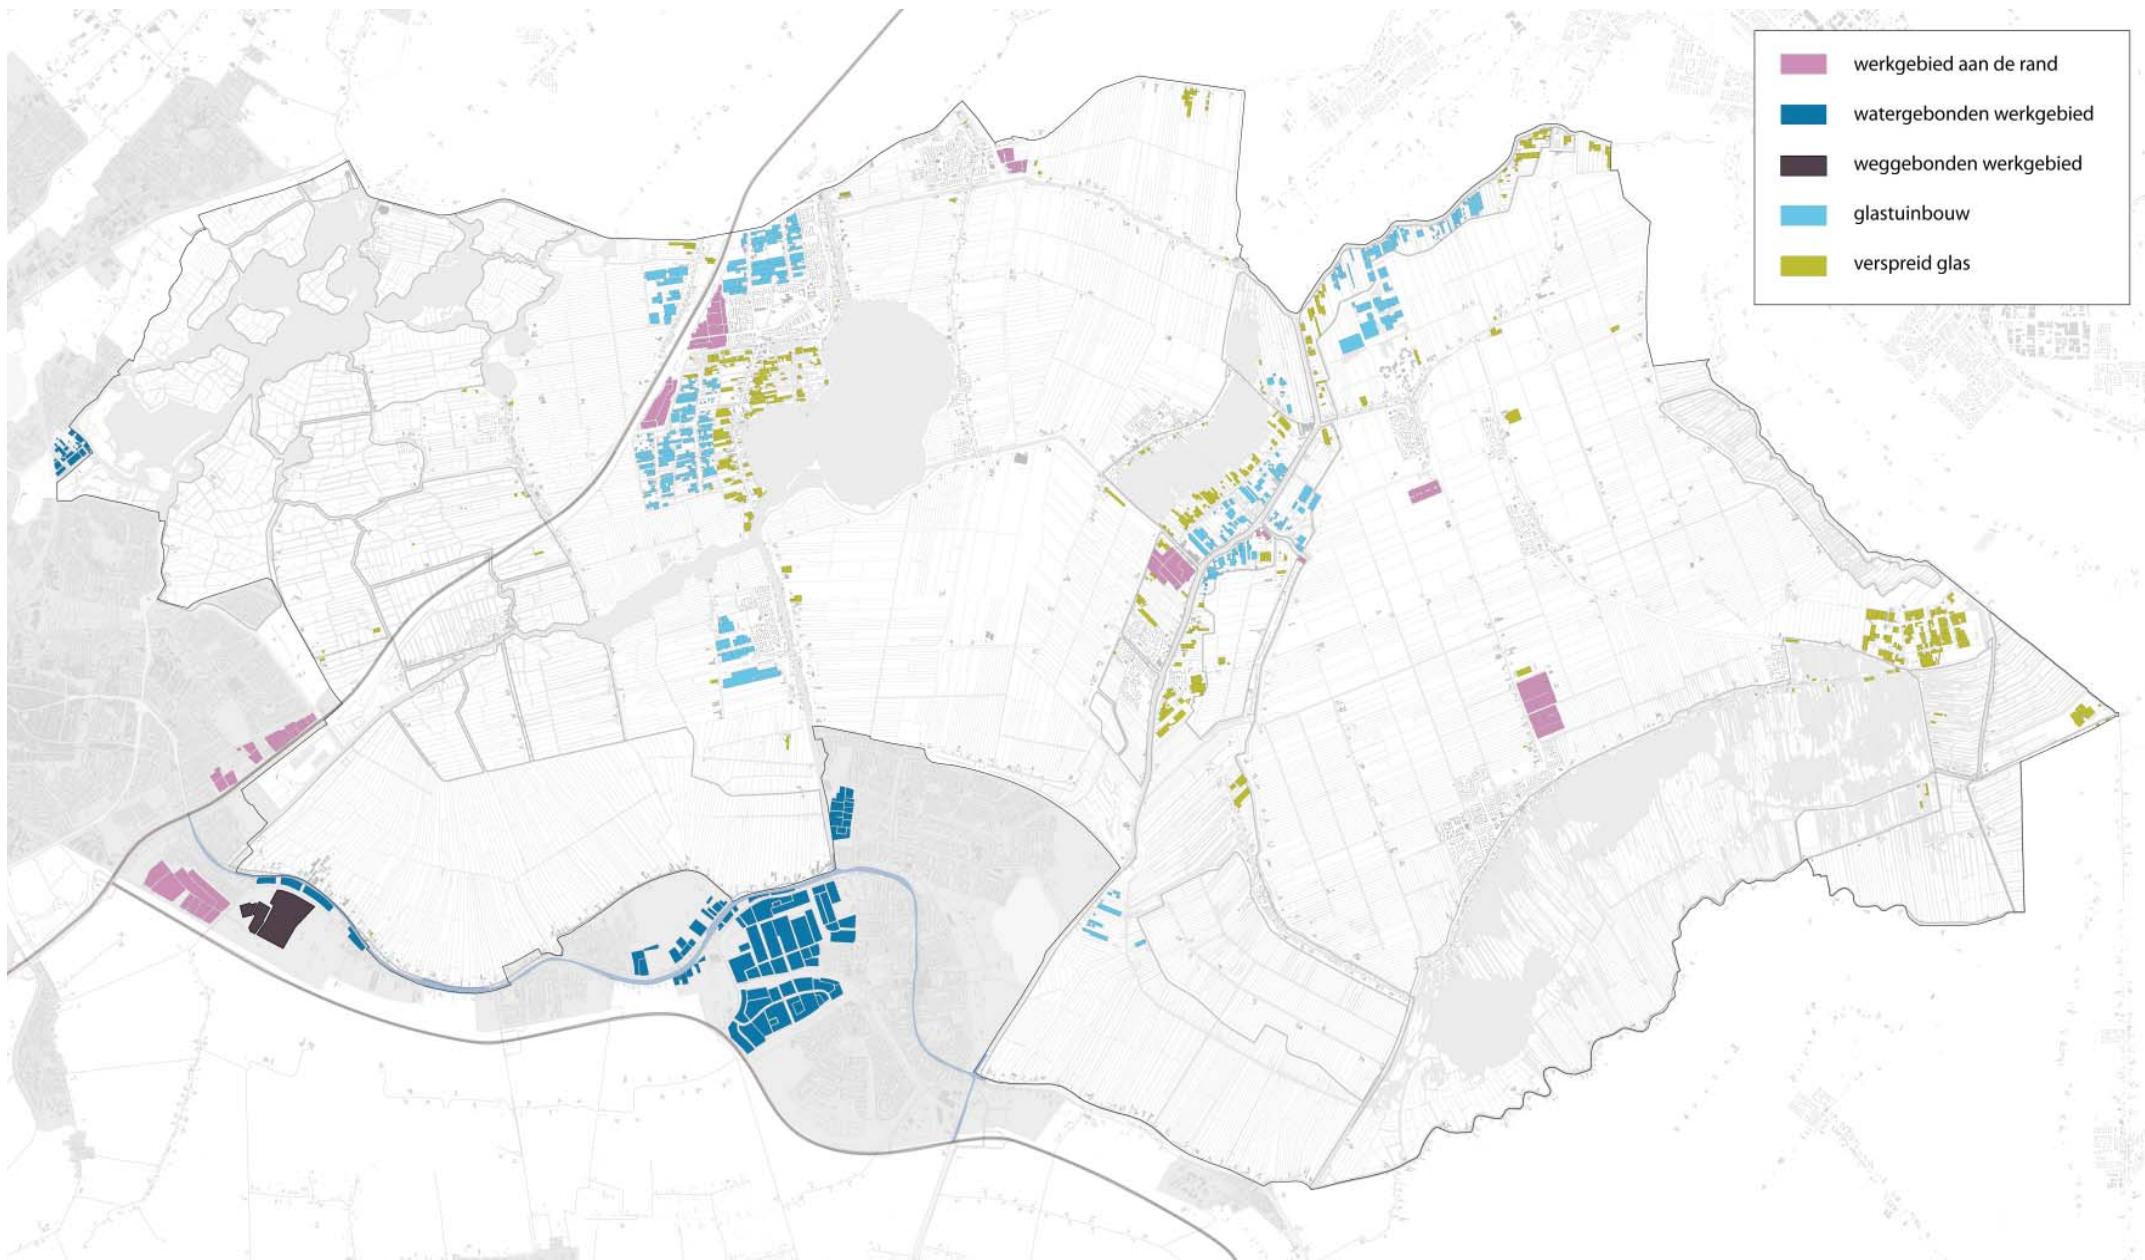 werkgebied aan de rand
watergebonden werkgebied
weggebonden werkgebied
glastuinbouw
verspreid glas